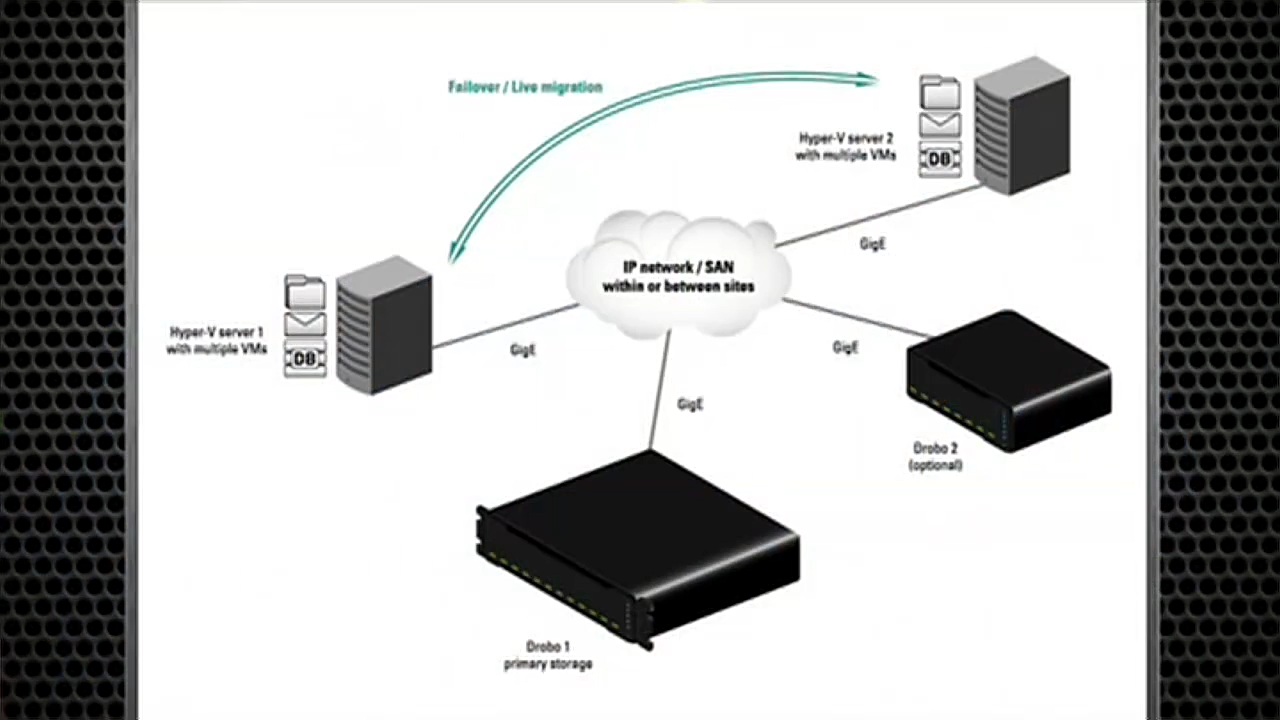 Failover / Live migration
Hyper-V server 2
with multiple VMs
DB
GigE
IP network / SAN
within or between sites
Hyper-V server 1
with multiple VMs
DB
GigE
GigE
GigE
Drobo 2
(optional)
Drobo 1
primary storage